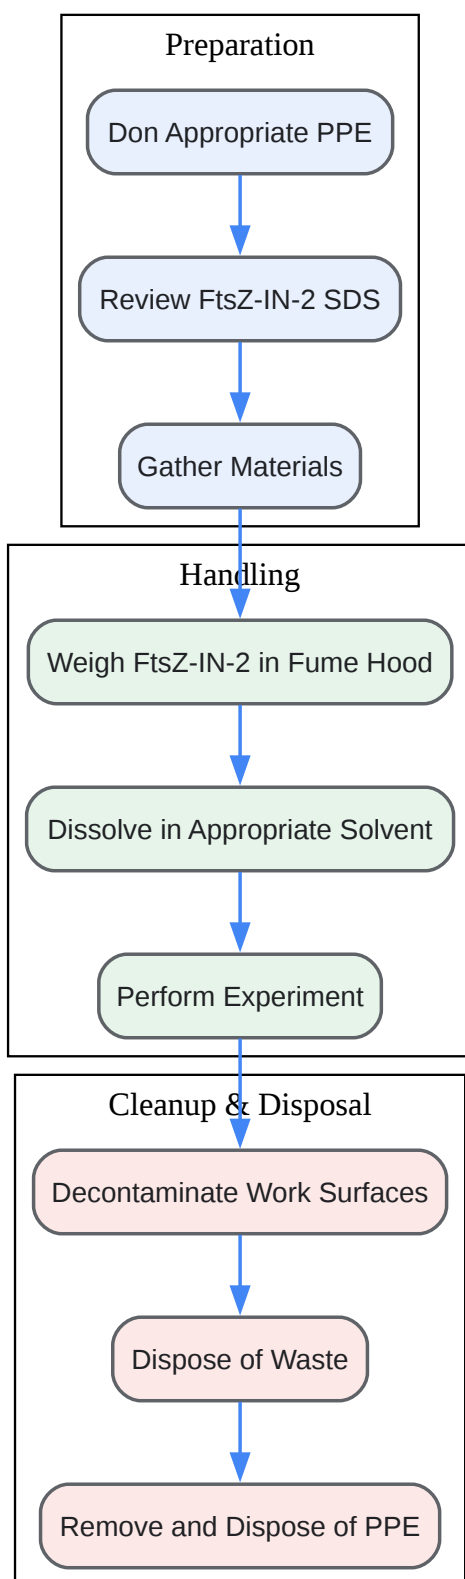 Preparation
Don Appropriate PPE
Review FtsZ-IN-2 SDS
Gather Materials
Handling
Weigh FtsZ-IN-2 in Fume Hood
Dissolve in Appropriate Solvent
Perform Experiment
Cleanup & Disposal
Decontaminate Work Surfaces
Dispose of Waste
Remove and Dispose of PPE